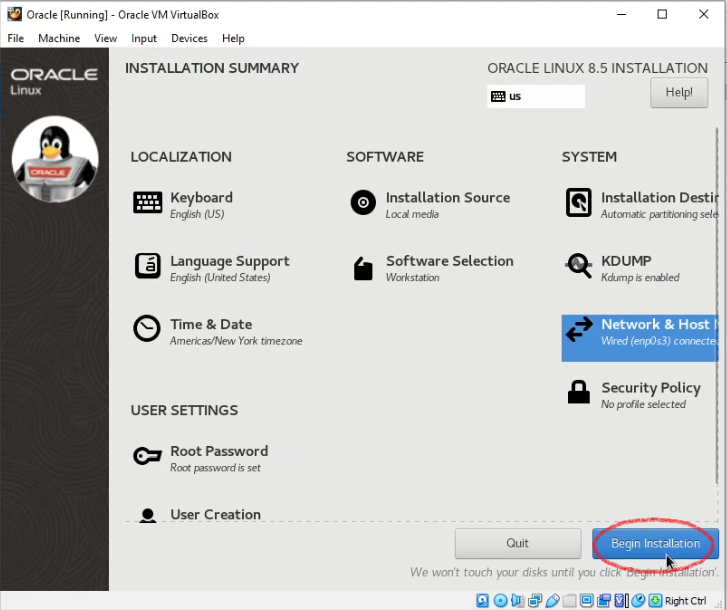 Oracle [Running] - Oracle VM VirtualBox
File Machine View Input Devices Help
ORACLE
Linux
ORACLE
INSTALLATION SUMMARY
ORACLE LINUX 8.5 INSTALLATION
us
Help!
LOCALIZATION
Keyboard
English (US)
Language Support
English (United States)
Time & Date
Americas/New York timezone
USER SETTINGS
Root Password
Root password is set
User Creation
SOFTWARE
Installation Source
Local media
Software Selection
Workstation
SYSTEM
Installation Destin
Automatic partitioning sele
KDUMP
Kdump is enabled
Network & Host
Wired (enp0s3) connecte
Security Policy
No profile selected
Quit
Begin Installation
We won't touch your disks until you click 'Begin Installation'.
Right Ctrl